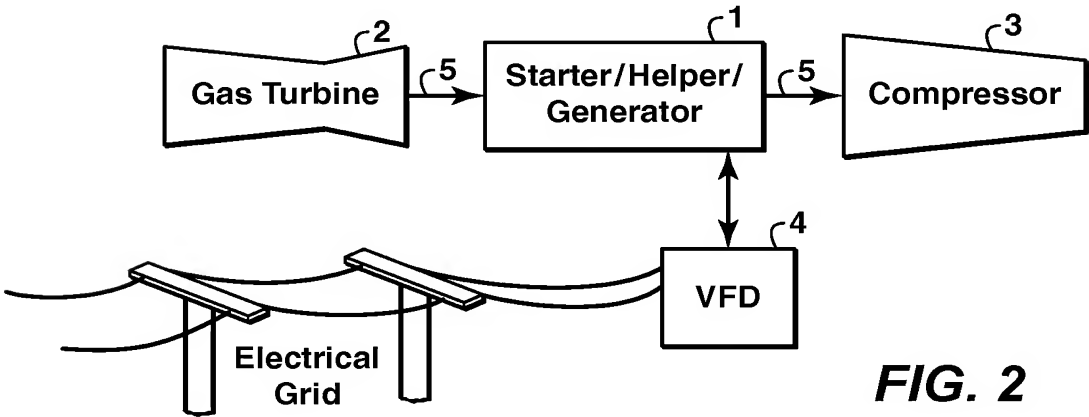 1
2
3
5
5
Gas Turbine
Starter/Helper/
Generator
Compressor
4
VFD
Electrical
Grid
FIG. 2